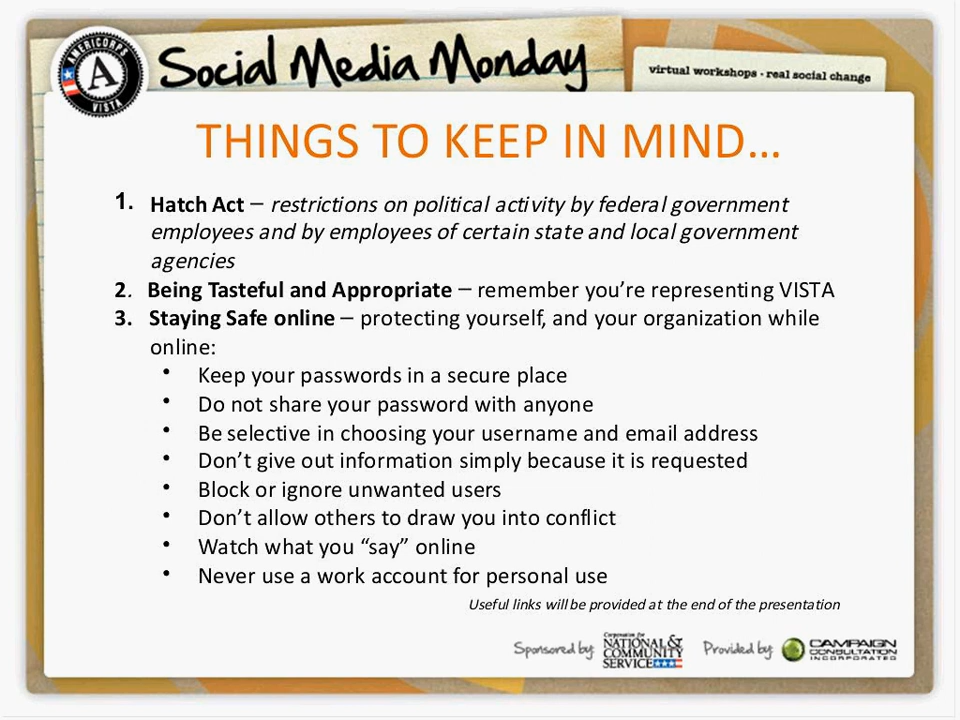 AMERICORPS
A
VISTA
Social Media Monday
virtual workshops · real social change
THINGS TO KEEP IN MIND…
1. Hatch Act – restrictions on political activity by federal government
employees and by employees of certain state and local government
agencies
2. Being Tasteful and Appropriate – remember you’re representing VISTA
3. Staying Safe online – protecting yourself, and your organization while
online:
• Keep your passwords in a secure place
• Do not share your password with anyone
• Be selective in choosing your username and email address
• Don’t give out information simply because it is requested
• Block or ignore unwanted users
• Don’t allow others to draw you into conflict
• Watch what you “say” online
• Never use a work account for personal use
Useful links will be provided at the end of the presentation
Sponsored by:
Corporation for
NATIONAL &
COMMUNITY
SERVICE
Provided by:
CAMPAIGN
CONSULTATION
INCORPORATED